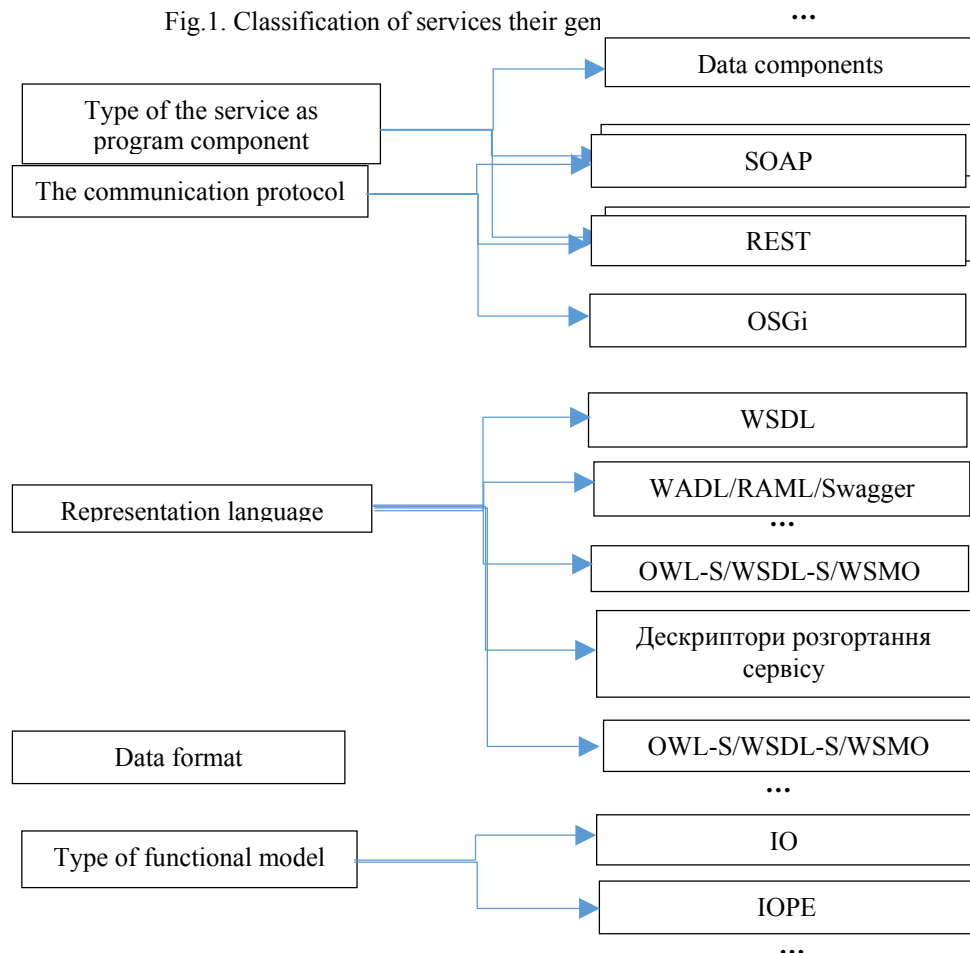 Fig.1. Classification of services their gen
...
Data components
Type of the service as
program component
SOAP
The communication protocol
REST
OSGi
WSDL
WADL/RAML/Swagger
Representation language
...
OWL-S/WSDL-S/WSMO
Дескриптори розгортання
сервісу
OWL-S/WSDL-S/WSMO
Data format
...
IO
Type of functional model
IOPE
...